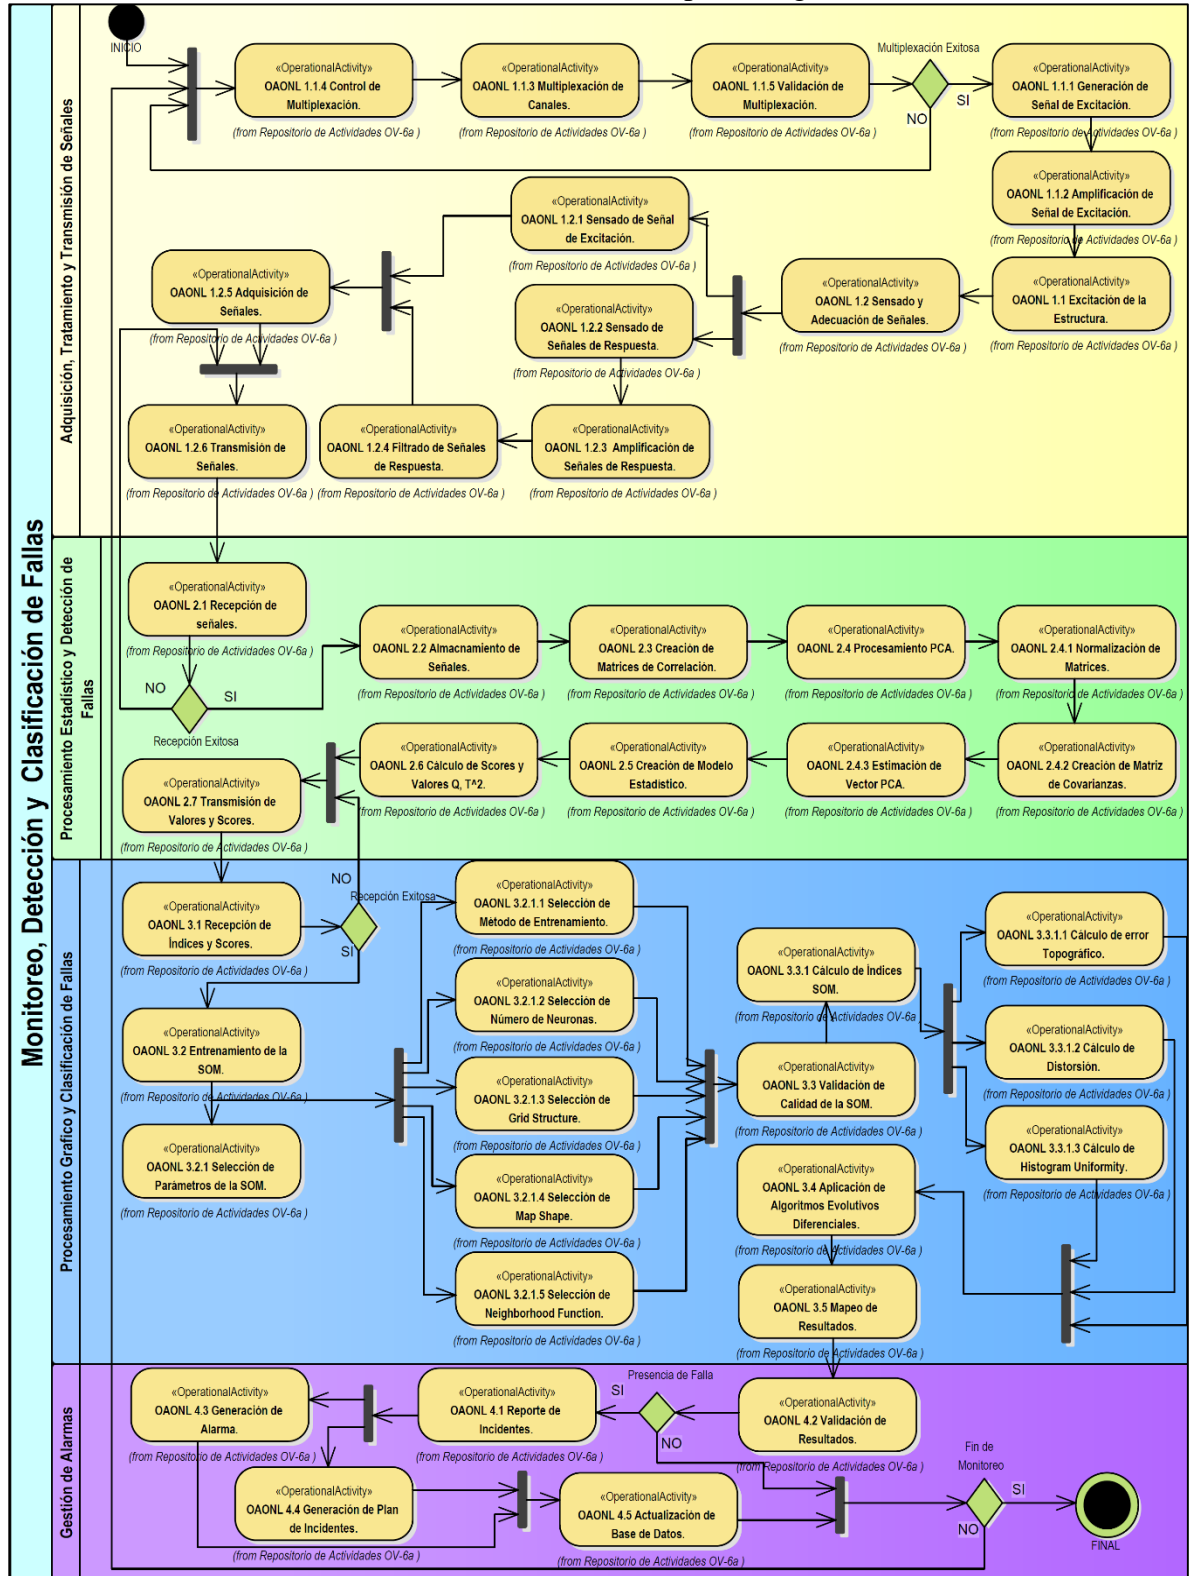 Monitoreo, Detección y Clasificación de Fallas
Adquisición, Tratamiento y Transmisión de Señales
INICIO
«OperationalActivity»
OAONL 1.1.4 Control de
Multiplexación.
(from Repositorio de Actividades OV-6a )
«OperationalActivity»
OAONL 1.1.3 Multiplexación de
Canales.
(from Repositorio de Actividades OV-6a )
«OperationalActivity»
OAONL 1.1.5 Validación de
Multiplexación.
(from Repositorio de Actividades OV-6a )
Multiplexación Exitosa
SI
NO
«OperationalActivity»
OAONL 1.1.1 Generación de
Señal de Excitación.
(from Repositorio de Actividades OV-6a )
«OperationalActivity»
OAONL 1.1.2 Amplificación de
Señal de Excitación.
(from Repositorio de Actividades OV-6a )
«OperationalActivity»
OAONL 1.1 Excitación de la
Estructura.
(from Repositorio de Actividades OV-6a )
«OperationalActivity»
OAONL 1.2 Sensado y
Adecuación de Señales.
(from Repositorio de Actividades OV-6a )
«OperationalActivity»
OAONL 1.2.1 Sensado de Señal
de Excitación.
(from Repositorio de Actividades OV-6a )
«OperationalActivity»
OAONL 1.2.2 Sensado de
Señales de Respuesta.
(from Repositorio de Actividades OV-6a )
«OperationalActivity»
OAONL 1.2.5 Adquisición de
Señales.
(from Repositorio de Actividades OV-6a )
«OperationalActivity»
OAONL 1.2.6 Transmisión de
Señales.
(from Repositorio de Actividades OV-6a )
«OperationalActivity»
OAONL 1.2.4 Filtrado de Señales
de Respuesta.
(from Repositorio de Actividades OV-6a )
«OperationalActivity»
OAONL 1.2.3 Amplificación de
Señales de Respuesta.
(from Repositorio de Actividades OV-6a )
Procesamiento Estadístico y Detección de
Fallas
«OperationalActivity»
OAONL 2.1 Recepción de
señales.
(from Repositorio de Actividades OV-6a )
NO
SI
Recepción Exitosa
«OperationalActivity»
OAONL 2.2 Almacnamiento de
Señales.
(from Repositorio de Actividades OV-6a )
«OperationalActivity»
OAONL 2.3 Creación de
Matrices de Correlación.
(from Repositorio de Actividades OV-6a )
«OperationalActivity»
OAONL 2.4 Procesamiento PCA.
(from Repositorio de Actividades OV-6a )
«OperationalActivity»
OAONL 2.4.1 Normalización de
Matrices.
(from Repositorio de Actividades OV-6a )
«OperationalActivity»
OAONL 2.7 Transmisión de
Valores y Scores.
(from Repositorio de Actividades OV-6a )
«OperationalActivity»
OAONL 2.6 Cálculo de Scores y
Valores Q, T^2.
(from Repositorio de Actividades OV-6a )
«OperationalActivity»
OAONL 2.5 Creación de Modelo
Estadístico.
(from Repositorio de Actividades OV-6a )
«OperationalActivity»
OAONL 2.4.3 Estimación de
Vector PCA.
(from Repositorio de Actividades OV-6a )
«OperationalActivity»
OAONL 2.4.2 Creación de Matriz
de Covarianzas.
(from Repositorio de Actividades OV-6a )
Procesamiento Grafico y Clasificación de Fallas
«OperationalActivity»
OAONL 3.1 Recepción de
Índices y Scores.
(from Repositorio de Actividades OV-6a )
NO
Recepción Exitosa
SI
«OperationalActivity»
OAONL 3.2 Entrenamiento de la
SOM.
(from Repositorio de Actividades OV-6a )
«OperationalActivity»
OAONL 3.2.1 Selección de
Parámetros de la SOM.
(from Repositorio de Actividades OV-6a )
«OperationalActivity»
OAONL 3.2.1.1 Selección de
Método de Entrenamiento.
(from Repositorio de Actividades OV-6a )
«OperationalActivity»
OAONL 3.2.1.2 Selección de
Número de Neuronas.
(from Repositorio de Actividades OV-6a )
«OperationalActivity»
OAONL 3.2.1.3 Selección de
Grid Structure.
(from Repositorio de Actividades OV-6a )
«OperationalActivity»
OAONL 3.2.1.4 Selección de
Map Shape.
(from Repositorio de Actividades OV-6a )
«OperationalActivity»
OAONL 3.2.1.5 Selección de
Neighborhood Function.
(from Repositorio de Actividades OV-6a )
«OperationalActivity»
OAONL 3.3.1 Cálculo de Índices
SOM.
(from Repositorio de Actividades OV-6a )
«OperationalActivity»
OAONL 3.3 Validación de
Calidad de la SOM.
(from Repositorio de Actividades OV-6a )
«OperationalActivity»
OAONL 3.3.1.1 Cálculo de error
Topográfico.
(from Repositorio de Actividades OV-6a )
«OperationalActivity»
OAONL 3.3.1.2 Cálculo de
Distorsión.
(from Repositorio de Actividades OV-6a )
«OperationalActivity»
OAONL 3.3.1.3 Cálculo de
Histogram Uniformity.
(from Repositorio de Actividades OV-6a )
«OperationalActivity»
OAONL 3.4 Aplicación de
Algoritmos Evolutivos
Diferenciales.
(from Repositorio de Actividades OV-6a )
«OperationalActivity»
OAONL 3.5 Mapeo de
Resultados.
(from Repositorio de Actividades OV-6a )
Gestión de Alarmas
«OperationalActivity»
OAONL 4.3 Generación de
Alarma.
(from Repositorio de Actividades OV-6a )
«OperationalActivity»
OAONL 4.1 Reporte de
Incidentes.
(from Repositorio de Actividades OV-6a )
Presencia de Falla
SI
NO
«OperationalActivity»
OAONL 4.2 Validación de
Resultados.
(from Repositorio de Actividades OV-6a )
«OperationalActivity»
OAONL 4.4 Generación de Plan
de Incidentes.
(from Repositorio de Actividades OV-6a )
«OperationalActivity»
OAONL 4.5 Actualización de
Base de Datos.
(from Repositorio de Actividades OV-6a )
Fin de
Monitoreo
SI
NO
FINAL